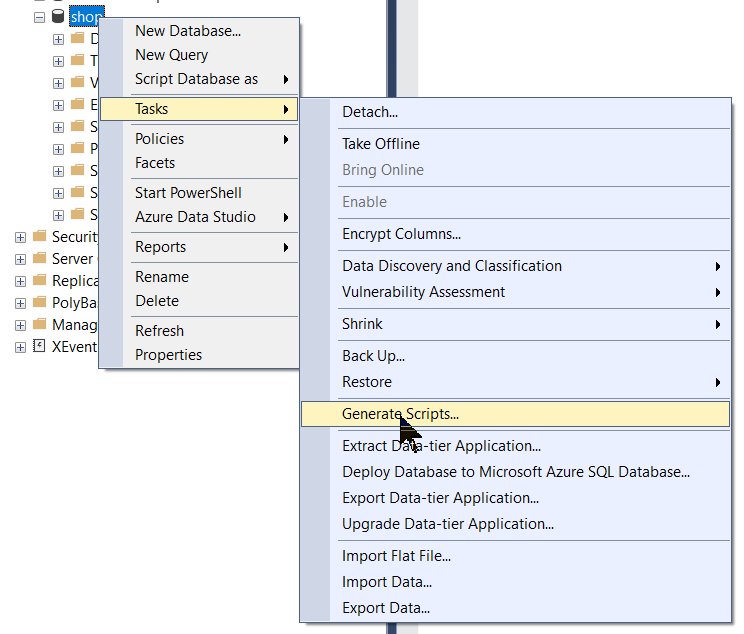 shop
D
T
V
E
S
P
S
S
S
Security
Server
Replica
PolyBa
Manag
XEvent
New Database...
New Query
Script Database as
Tasks
Policies
Facets
Start PowerShell
Azure Data Studio
Reports
Rename
Delete
Refresh
Properties
Detach...
Take Offline
Bring Online
Enable
Encrypt Columns...
Data Discovery and Classification
Vulnerability Assessment
Shrink
Back Up...
Restore
Generate Scripts...
Extract Data-tier Application...
Deploy Database to Microsoft Azure SQL Database...
Export Data-tier Application...
Upgrade Data-tier Application...
Import Flat File...
Import Data...
Export Data...